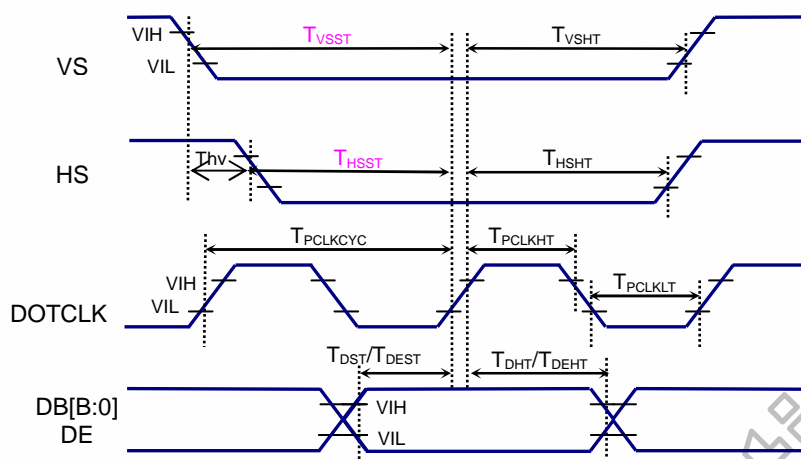 VIH
VIL
VS
TVSST
TVSHT
HS
Thv
THSST
THSHT
TPCLKCYC
TPCLKHT
TPCLKLT
VIH
VIL
DOTCLK
TDST/TDEST
TDHT/TDEHT
DB[B:0]
DE
VIH
VIL